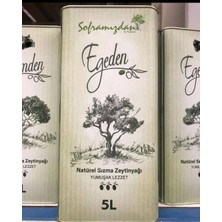 Soframızdan
Egeden
Natürel Sızma Zeytinyağı
YUMUŞAK LEZZET
5L